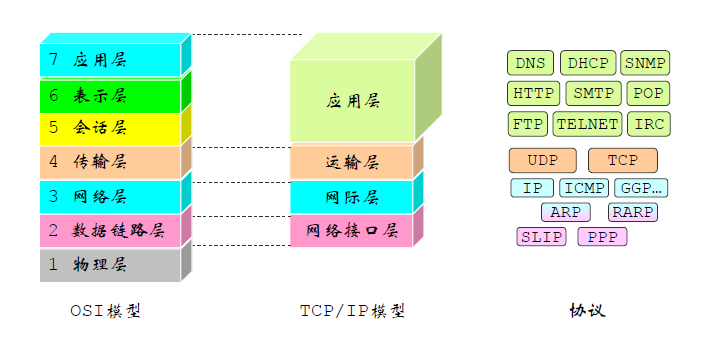 7 应用层
6 表示层
5 会话层
4 传输层
3 网络层
2 数据链路层
1 物理层
OSI模型
应用层
运输层
网际层
网络接口层
TCP/IP模型
DNS DHCP SNMP
HTTP SMTP POP
FTP TELNET IRC
UDP TCP
IP ICMP GGP…
ARP RARP
SLIP PPP
协议